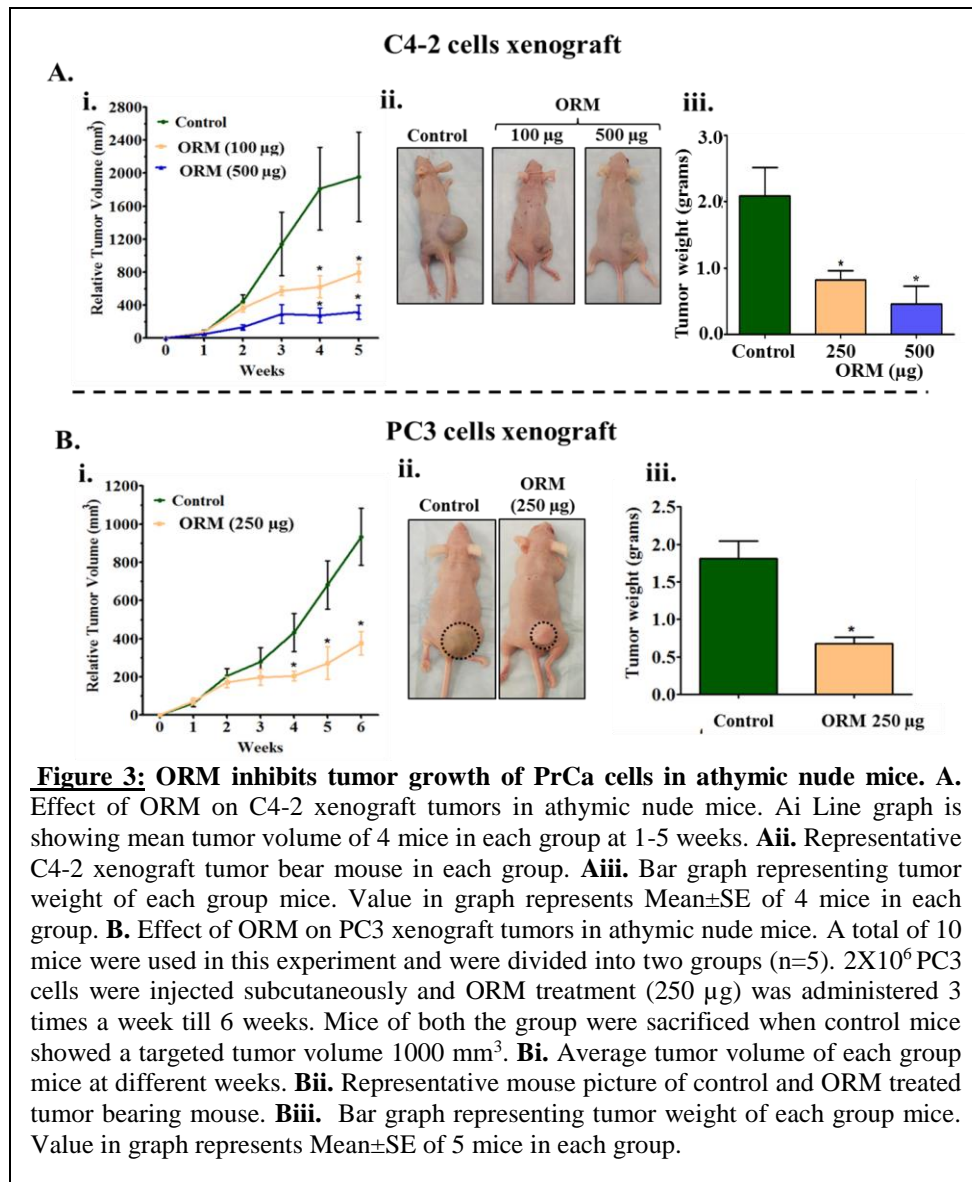 C4-2 cells xenograft
A.
i.
2800
2400
2000
1600
1200
800
400
0
Relative Tumor Volume (mm³)
Control
ORM (100 µg)
ORM (500 µg)
* *
* *
0 1 2 3 4 5
Weeks
ii.
ORM
Control 100 µg 500 µg
iii.
3.0
2.0
1.0
0.0
Tumor weight (grams)
* *
Control 250 500
ORM (µg)
PC3 cells xenograft
B.
i.
1200
1000
800
600
400
200
0
Relative Tumor Volume (mm³)
Control
ORM (250 µg)
* * *
0 1 2 3 4 5 6
Weeks
ii.
ORM
Control (250 µg)
iii.
2.5
2.0
1.5
1.0
0.5
0.0
Tumor weight (grams)
*
Control ORM 250 µg
Figure 3: ORM inhibits tumor growth of PrCa cells in athymic nude mice. A.
Effect of ORM on C4-2 xenograft tumors in athymic nude mice. Ai Line graph is
showing mean tumor volume of 4 mice in each group at 1-5 weeks. Aii. Representative
C4-2 xenograft tumor bear mouse in each group. Aiii. Bar graph representing tumor
weight of each group mice. Value in graph represents Mean±SE of 4 mice in each
group. B. Effect of ORM on PC3 xenograft tumors in athymic nude mice. A total of 10
mice were used in this experiment and were divided into two groups (n=5). 2X10⁶ PC3
cells were injected subcutaneously and ORM treatment (250 µg) was administered 3
times a week till 6 weeks. Mice of both the group were sacrificed when control mice
showed a targeted tumor volume 1000 mm³. Bi. Average tumor volume of each group
mice at different weeks. Bii. Representative mouse picture of control and ORM treated
tumor bearing mouse. Biii. Bar graph representing tumor weight of each group mice.
Value in graph represents Mean±SE of 5 mice in each group.